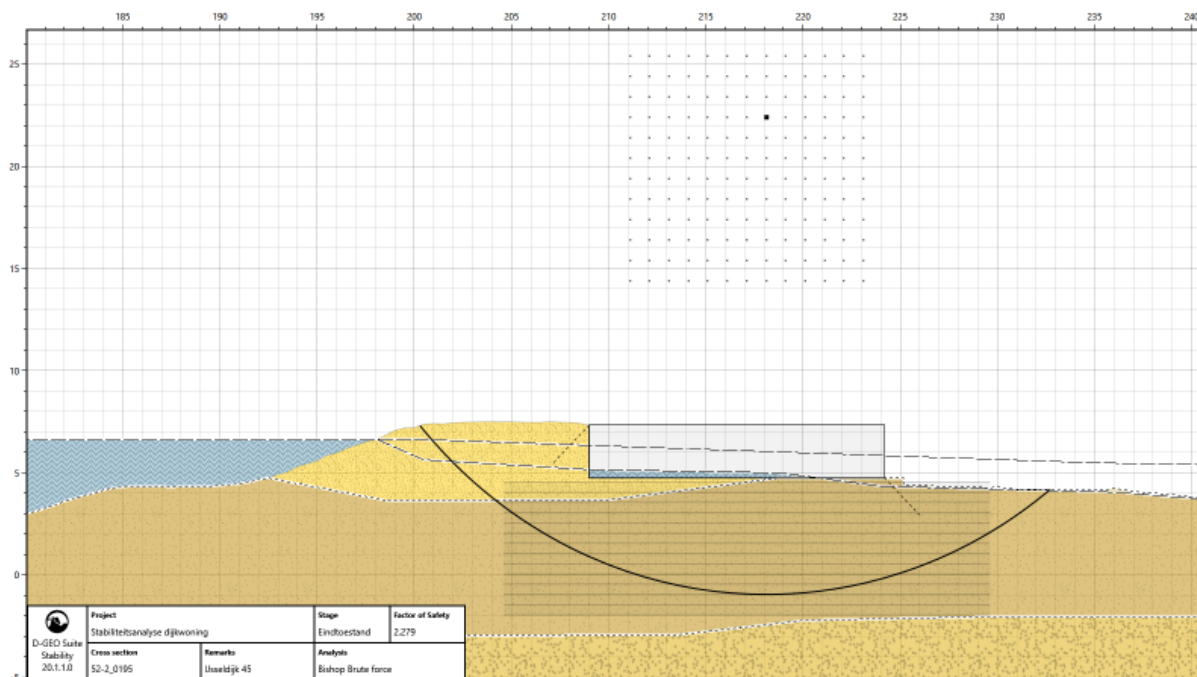 185 190 195 200 205 210 215 220 225 230 235 240
25
20
15
10
5
0
Project
Stabiliteitsanalyse dijkwoning
Stage
Eindtoestand
Factor of Safety
2.279
D-GEO Suite
Stability
20.1.1.0
Cross section
52-2_0195
Remarks
IJsseldijk 45
Analysis
Bishop Brute force